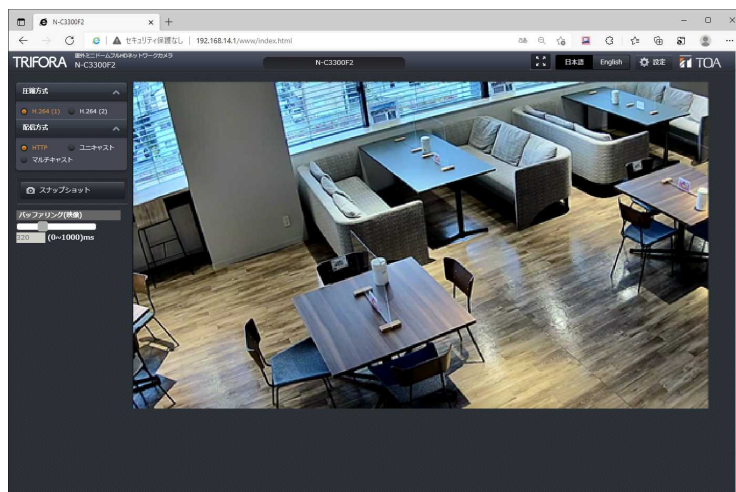 N-C3300F2
セキュリティ保護なし | 192.168.14.1/www/index.html
TRIFORA
屋外ミニドームフルHDネットワークカメラ
N-C3300F2
N-C3300F2
日本語
English
設定
TOA
圧縮方式
H.264 (1)
H.264 (2)
配信方式
HTTP
ユニキャスト
マルチキャスト
スナップショット
バッファリング(映像)
220
(0~1000)ms